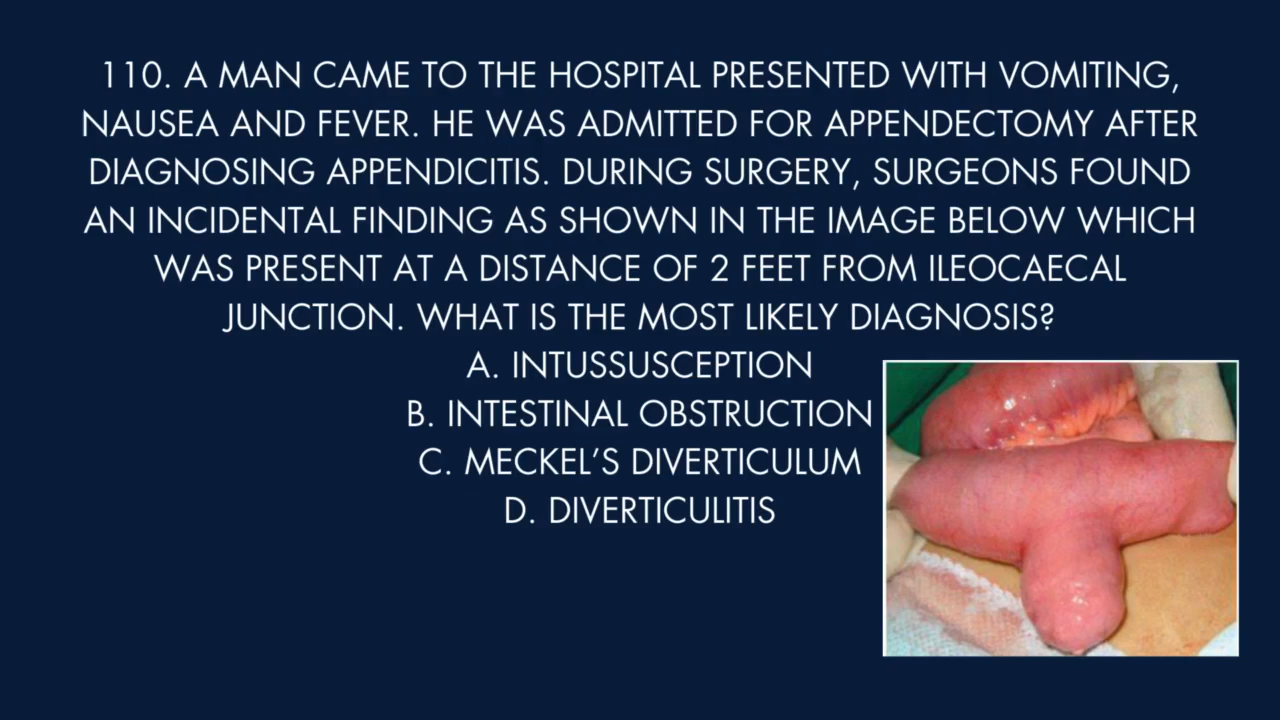 110. A MAN CAME TO THE HOSPITAL PRESENTED WITH VOMITING,
NAUSEA AND FEVER. HE WAS ADMITTED FOR APPENDECTOMY AFTER
DIAGNOSING APPENDICITIS. DURING SURGERY, SURGEONS FOUND
AN INCIDENTAL FINDING AS SHOWN IN THE IMAGE BELOW WHICH
WAS PRESENT AT A DISTANCE OF 2 FEET FROM ILEOCAECAL
JUNCTION. WHAT IS THE MOST LIKELY DIAGNOSIS?
A. INTUSSUSCEPTION
B. INTESTINAL OBSTRUCTION
C. MECKEL’S DIVERTICULUM
D. DIVERTICULITIS